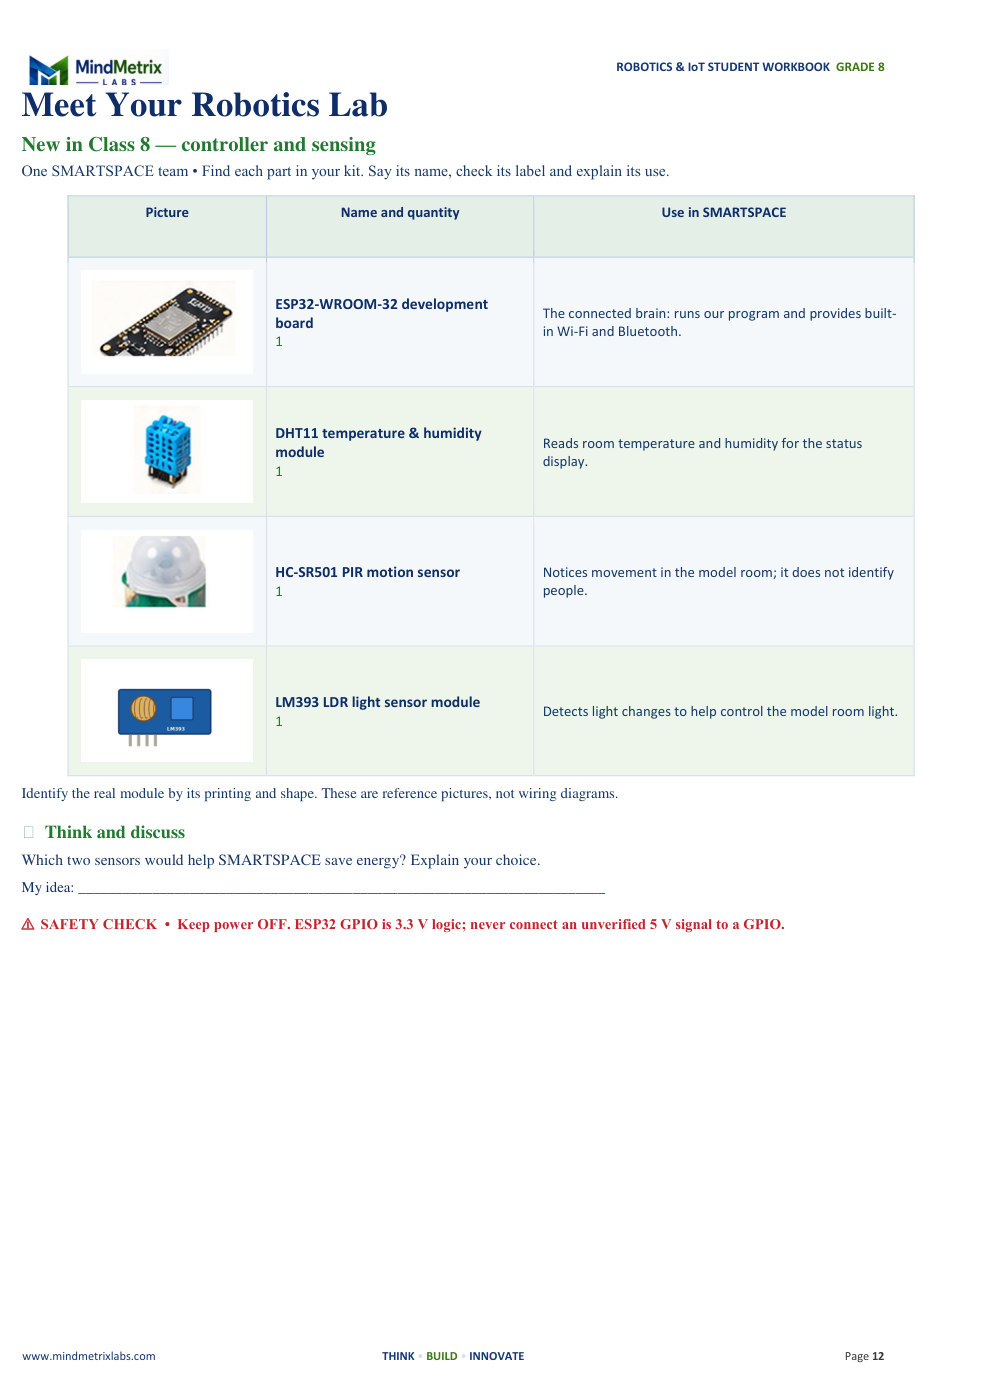 MindMetrix
LABS
ROBOTICS & IoT STUDENT WORKBOOK GRADE 8
Meet Your Robotics Lab
New in Class 8 — controller and sensing
One SMARTSPACE team • Find each part in your kit. Say its name, check its label and explain its use.
Picture
Name and quantity
Use in SMARTSPACE
ESP32-WROOM-32 development
board
1
The connected brain: runs our program and provides built-
in Wi-Fi and Bluetooth.
DHT11 temperature & humidity
module
1
Reads room temperature and humidity for the status
display.
HC-SR501 PIR motion sensor
1
Notices movement in the model room; it does not identify
people.
LM393
LM393 LDR light sensor module
1
Detects light changes to help control the model room light.
Identify the real module by its printing and shape. These are reference pictures, not wiring diagrams.
Think and discuss
Which two sensors would help SMARTSPACE save energy? Explain your choice.
My idea: ______________________________________________________________________
⚠ SAFETY CHECK • Keep power OFF. ESP32 GPIO is 3.3 V logic; never connect an unverified 5 V signal to a GPIO.
www.mindmetrixlabs.com
THINK • BUILD • INNOVATE
Page 12